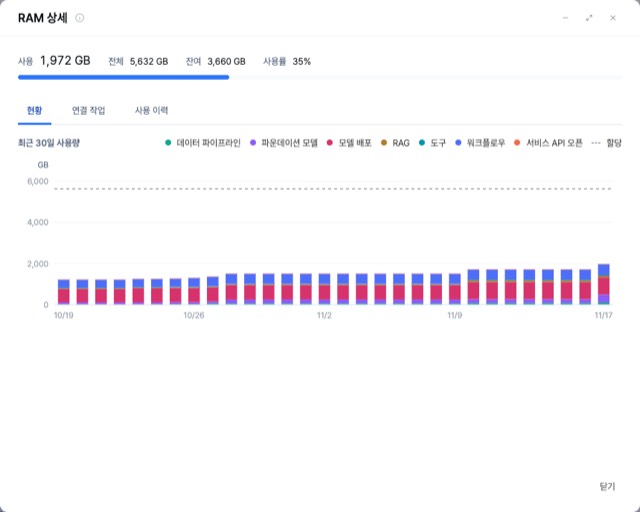 RAM 상세
사용 1,972 GB 전체 5,632 GB 잔여 3,660 GB 사용률 35%
현황 연결 작업 사용 이력
최근 30일 사용량 데이터 파이프라인 파운데이션 모델 모델 배포 RAG 도구 워크플로우 서비스 API 오픈 할당
GB
6,000
4,000
2,000
0
10/19 10/26 11/2 11/9 11/17
닫기